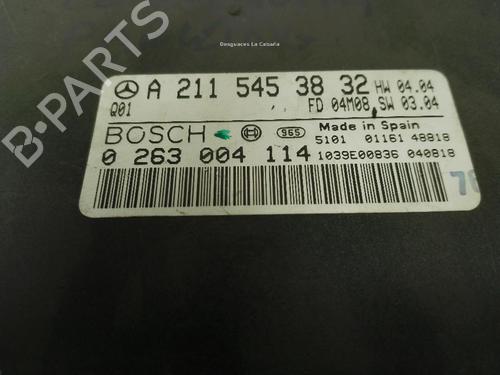 Desguaces La Cabaña
A 211 545 38 32 HW 04.04
Q01 FD 04M08 SW 03.04
BOSCH 965 Made in Spain
5101 01161 48818
0 263 004 114 1039E00836 040818
B-PARTS